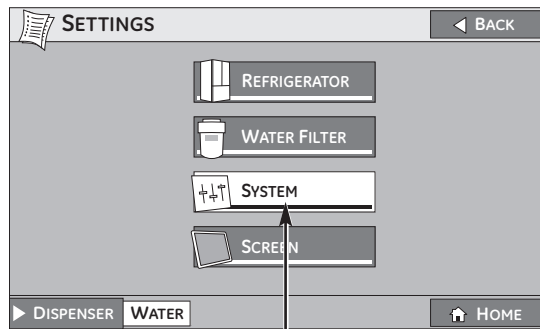 SETTINGS
BACK
REFRIGERATOR
WATER FILTER
SYSTEM
SCREEN
DISPENSER WATER
HOME